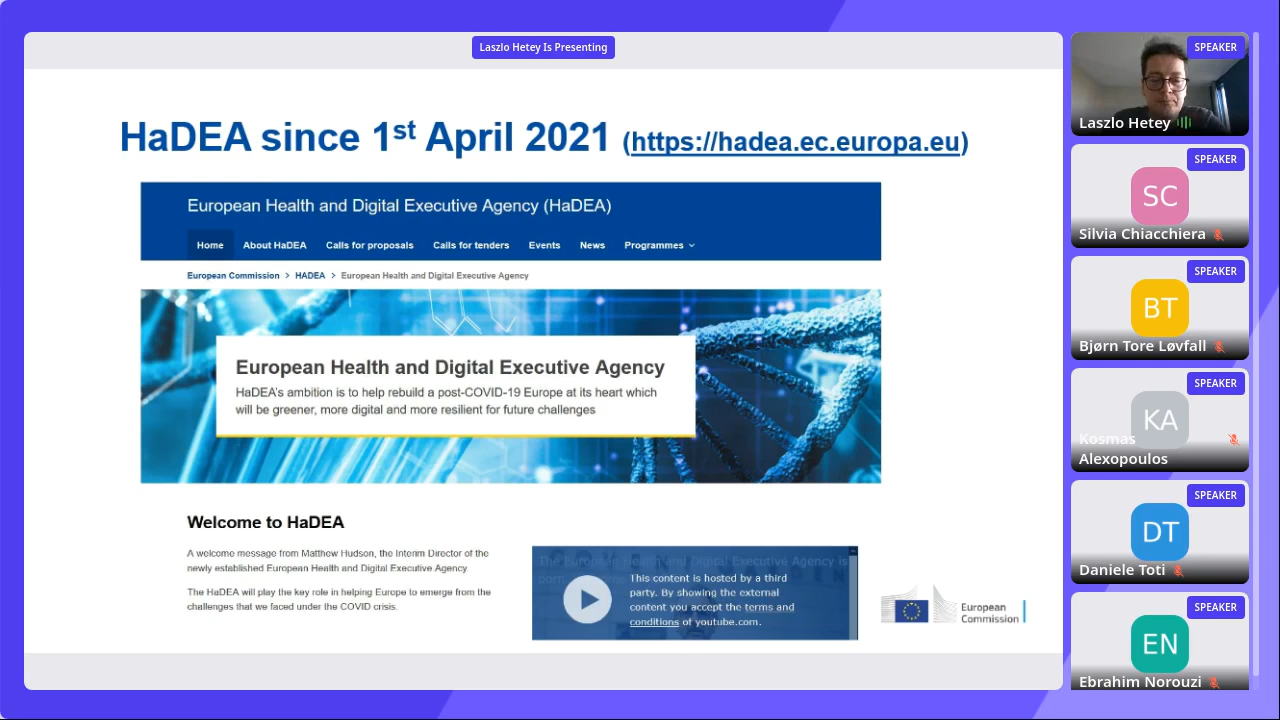 Laszlo Hetey Is Presenting
HaDEA since 1st April 2021 (https://hadea.ec.europa.eu)
European Health and Digital Executive Agency (HaDEA)
Home About HaDEA Calls for proposals Calls for tenders Events News Programmes
European Commission > HADEA > European Health and Digital Executive Agency
European Health and Digital Executive Agency
HaDEA's ambition is to help rebuild a post-COVID-19 Europe at its heart which
will be greener, more digital and more resilient for future challenges
Welcome to HaDEA
A welcome message from Matthew Hudson, the Interim Director of the
newly established European Health and Digital Executive Agency.
The HaDEA will play the key role in helping Europe to emerge from the
challenges that we faced under the COVID crisis.
The European Health and Digital Executive Agency is
This content is hosted by a third
party. By showing the external
content you accept the terms and
conditions of youtube.com.
European
Commission
SPEAKER
Laszlo Hetey
SPEAKER
SC
Silvia Chiacchiera
SPEAKER
BT
Bjørn Tore Løvfall
SPEAKER
KA
Kosmas
Alexopoulos
SPEAKER
DT
Daniele Toti
SPEAKER
EN
Ebrahim Norouzi